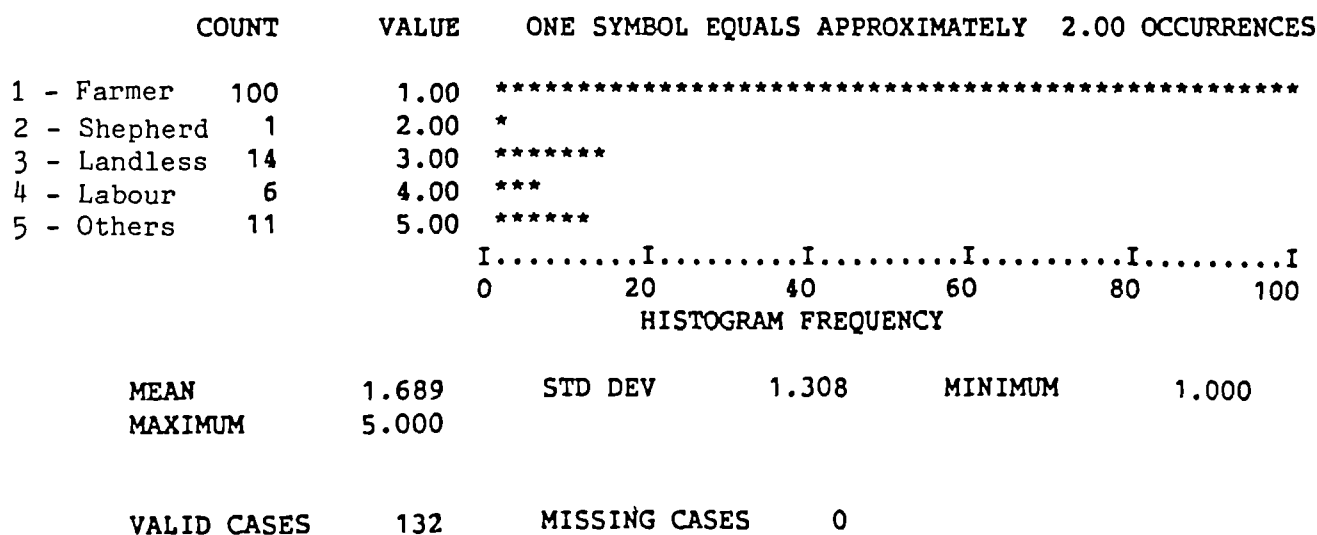 COUNT VALUE ONE SYMBOL EQUALS APPROXIMATELY 2.00 OCCURRENCES
1 - Farmer 100 1.00 **************************************************
2 - Shepherd 1 2.00 *
3 - Landless 14 3.00 *******
4 - Labour 6 4.00 ***
5 - Others 11 5.00 ******
I.........I.........I.........I.........I.........I
0 20 40 60 80 100
HISTOGRAM FREQUENCY
MEAN 1.689 STD DEV 1.308 MINIMUM 1.000
MAXIMUM 5.000
VALID CASES 132 MISSING CASES 0